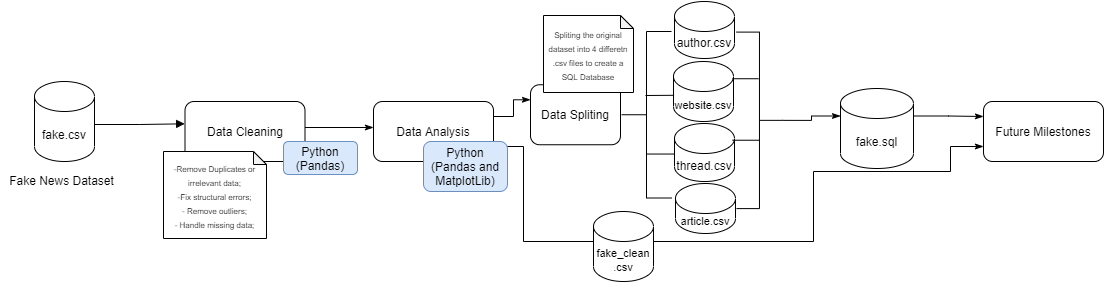 fake.csv
Fake News Dataset
Data Cleaning
Python
(Pandas)
-Remove Duplicates or
irrelevant data;
-Fix structural errors;
- Remove outliers;
- Handle missing data;
Data Analysis
Python
(Pandas and
MatplotLib)
Spliting the original
dataset into 4 differetn
.csv files to create a
SQL Database
Data Spliting
author.csv
website.csv
thread.csv
article.csv
fake_clean
.csv
fake.sql
Future Milestones